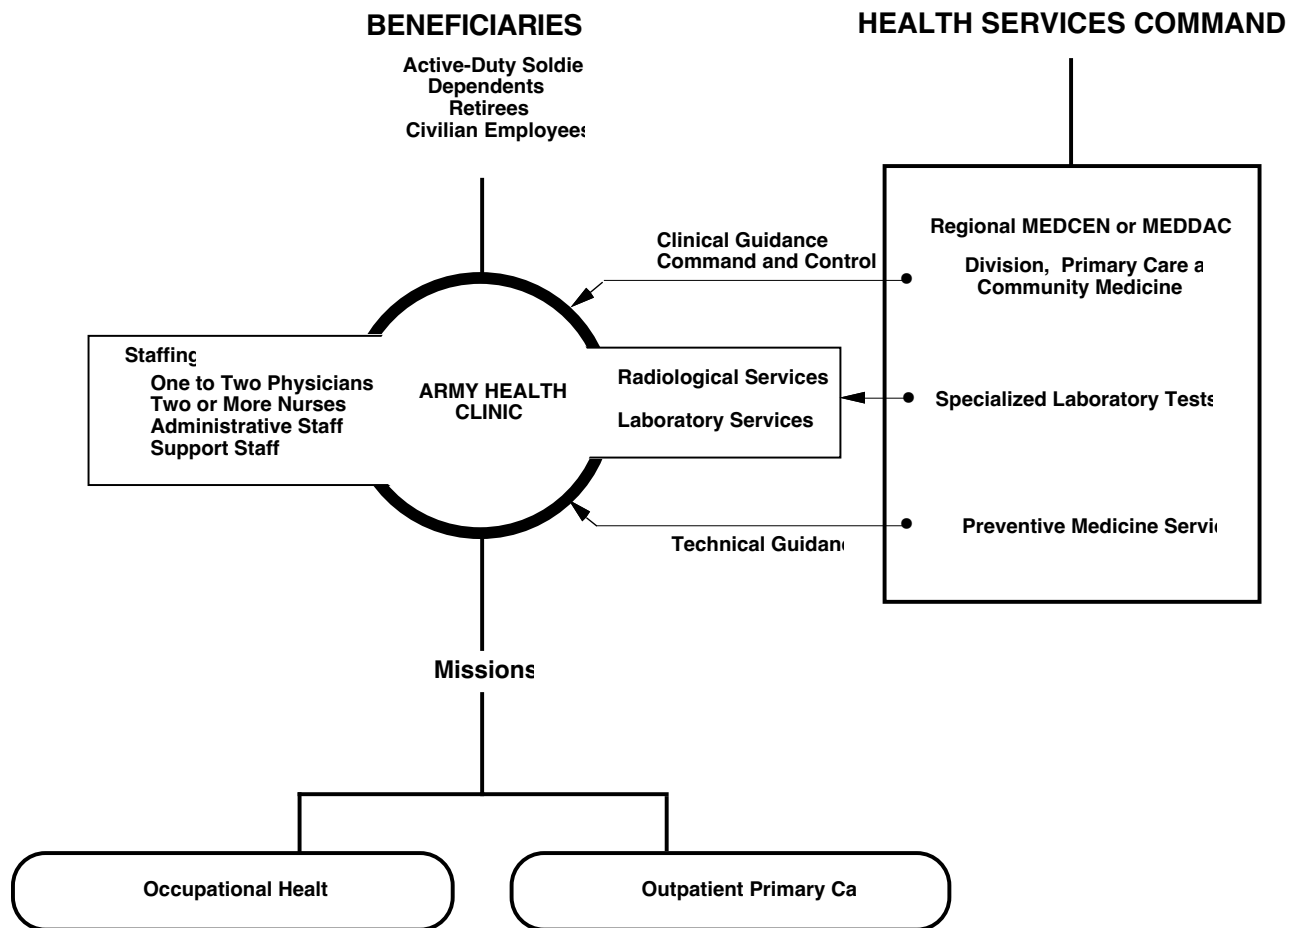 BENEFICIARIES
Active-Duty Soldie
Dependents
Retirees
Civilian Employees
HEALTH SERVICES COMMAND
Regional MEDCEN or MEDDAC
Division, Primary Care a
Community Medicine
Clinical Guidance
Command and Control
Staffing
One to Two Physicians
Two or More Nurses
Administrative Staff
Support Staff
ARMY HEALTH
CLINIC
Radiological Services
Laboratory Services
Specialized Laboratory Tests
Preventive Medicine Servi
Technical Guidan
Missions
Occupational Healt
Outpatient Primary Ca